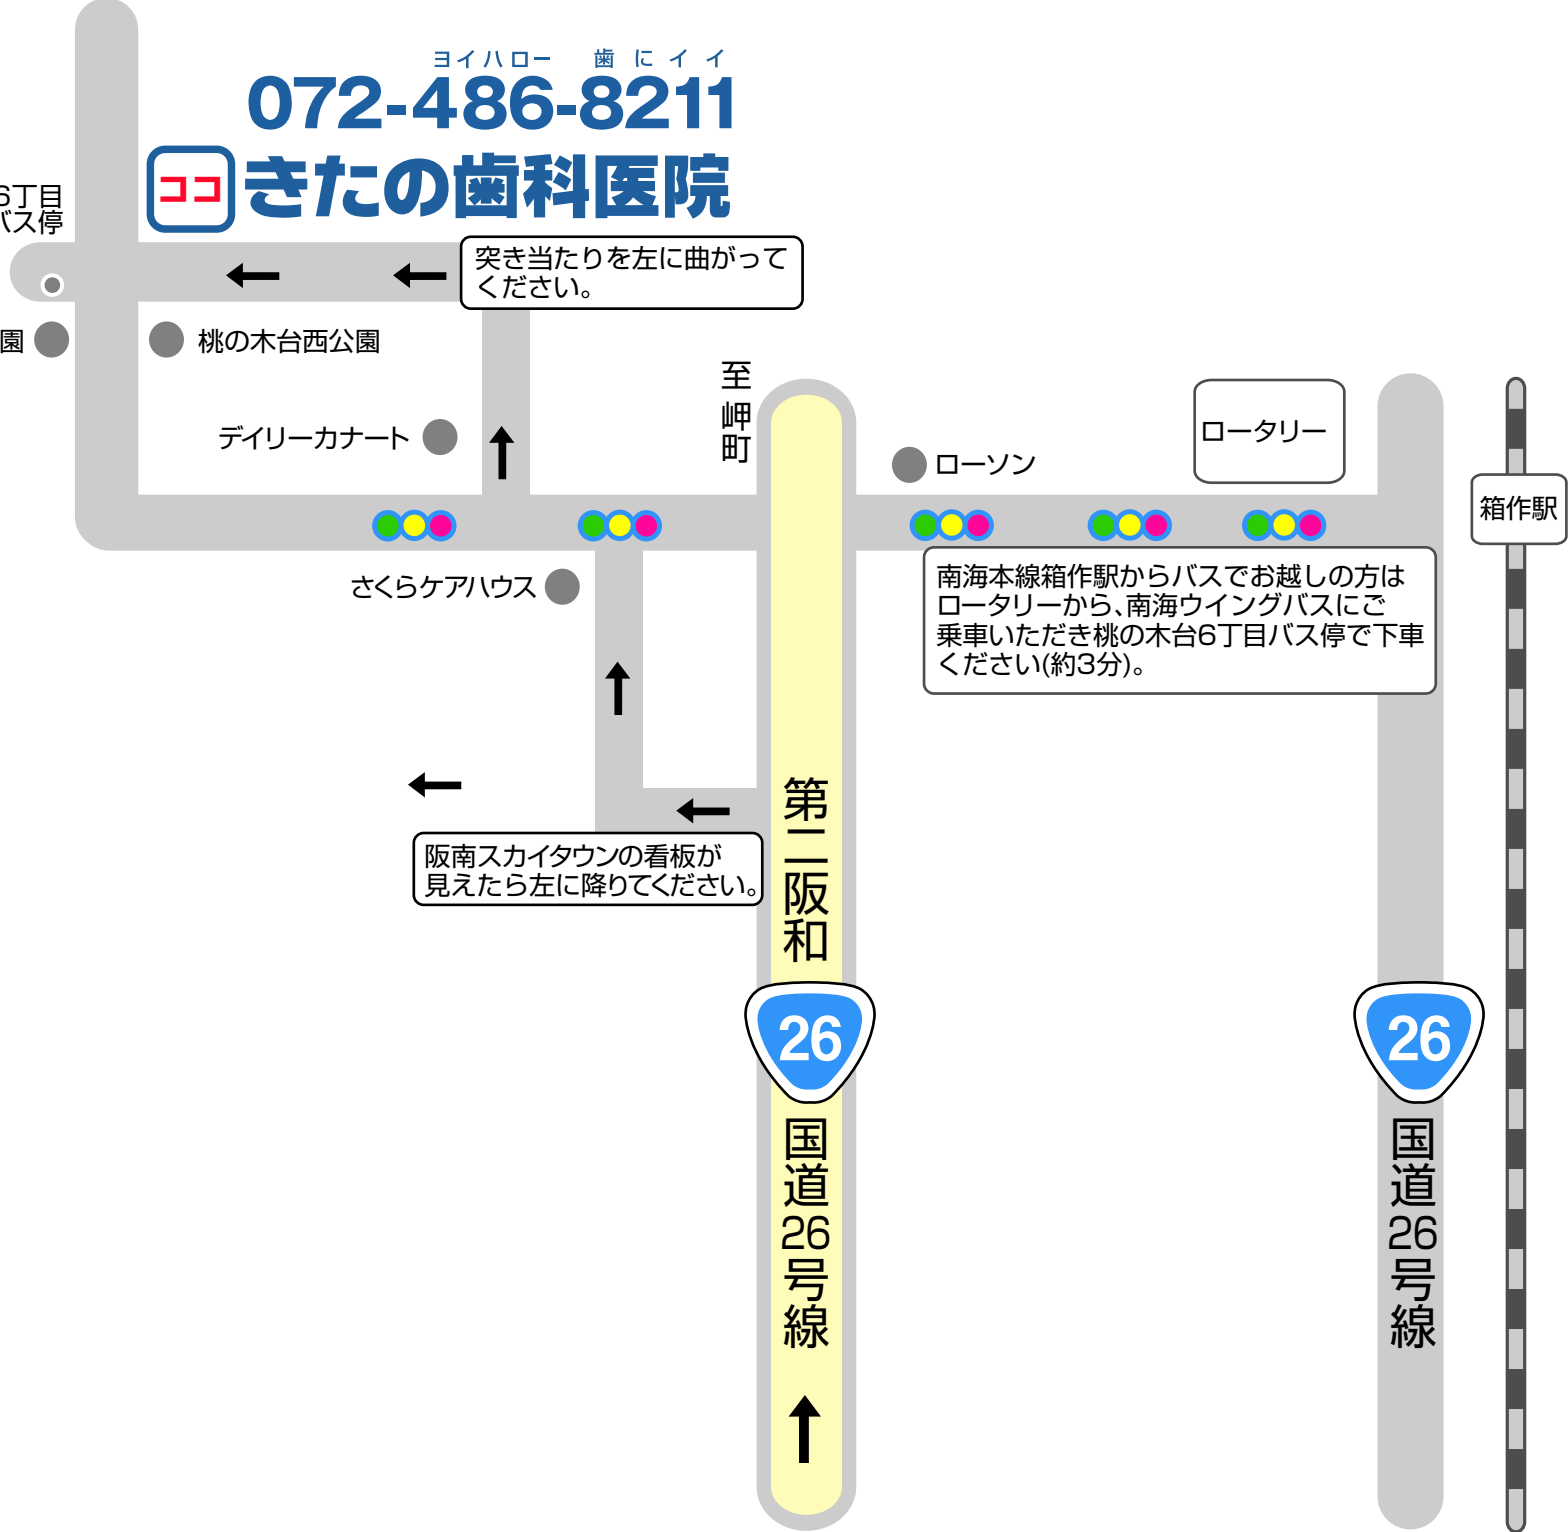 ヨイハロー 歯にイイ
072-486-8211
ココ
きたの歯科医院
6丁目
バス停
突き当たりを左に曲がって
ください。
園
桃の木台西公園
デイリーカナート
至 岬町
ローソン
ロータリー
箱作駅
さくらケアハウス
南海本線箱作駅からバスでお越しの方は
ロータリーから、南海ウイングバスにご
乗車いただき桃の木台6丁目バス停で下車
ください(約3分)。
阪南スカイタウンの看板が
見えたら左に降りてください。
第二阪和
26
国道26号線
26
国道26号線